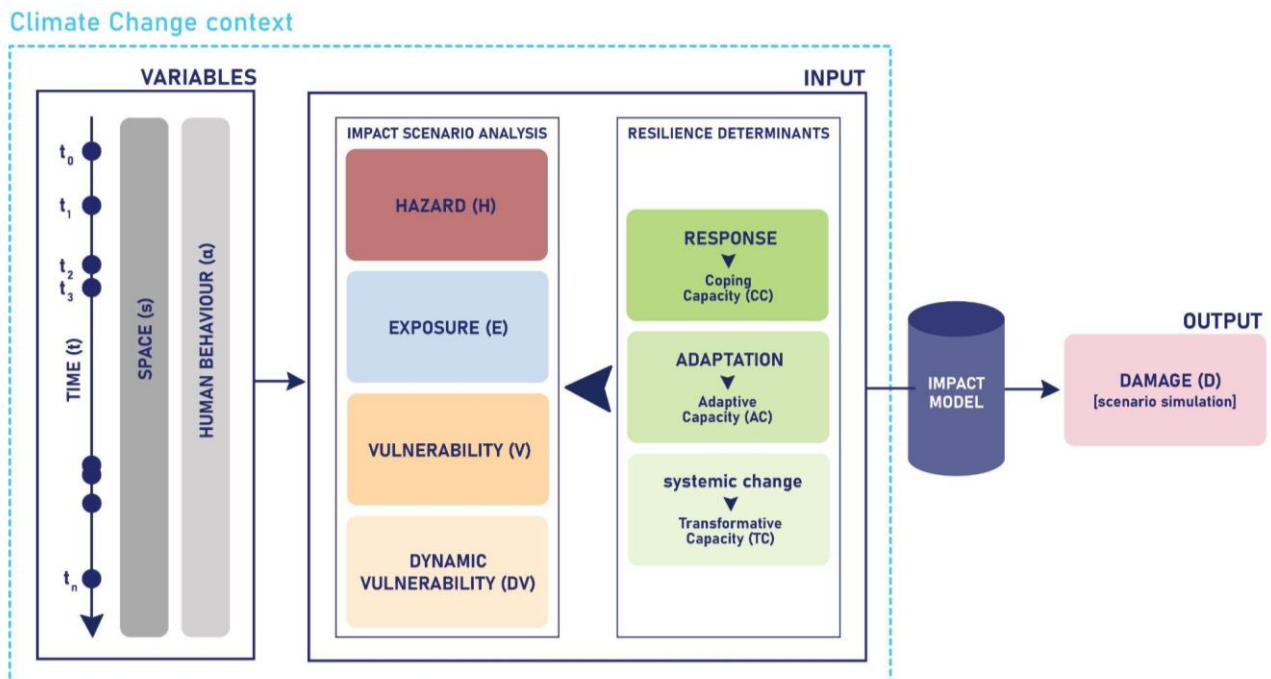 Climate Change context
VARIABLES
t0
t1
t2
t3
tn
TIME (t)
SPACE (s)
HUMAN BEHAVIOUR (α)
INPUT
IMPACT SCENARIO ANALYSIS
HAZARD (H)
EXPOSURE (E)
VULNERABILITY (V)
DYNAMIC
VULNERABILITY (DV)
RESILIENCE DETERMINANTS
RESPONSE
Coping
Capacity (CC)
ADAPTATION
Adaptive
Capacity (AC)
systemic change
Transformative
Capacity (TC)
IMPACT
MODEL
OUTPUT
DAMAGE (D)
[scenario simulation]